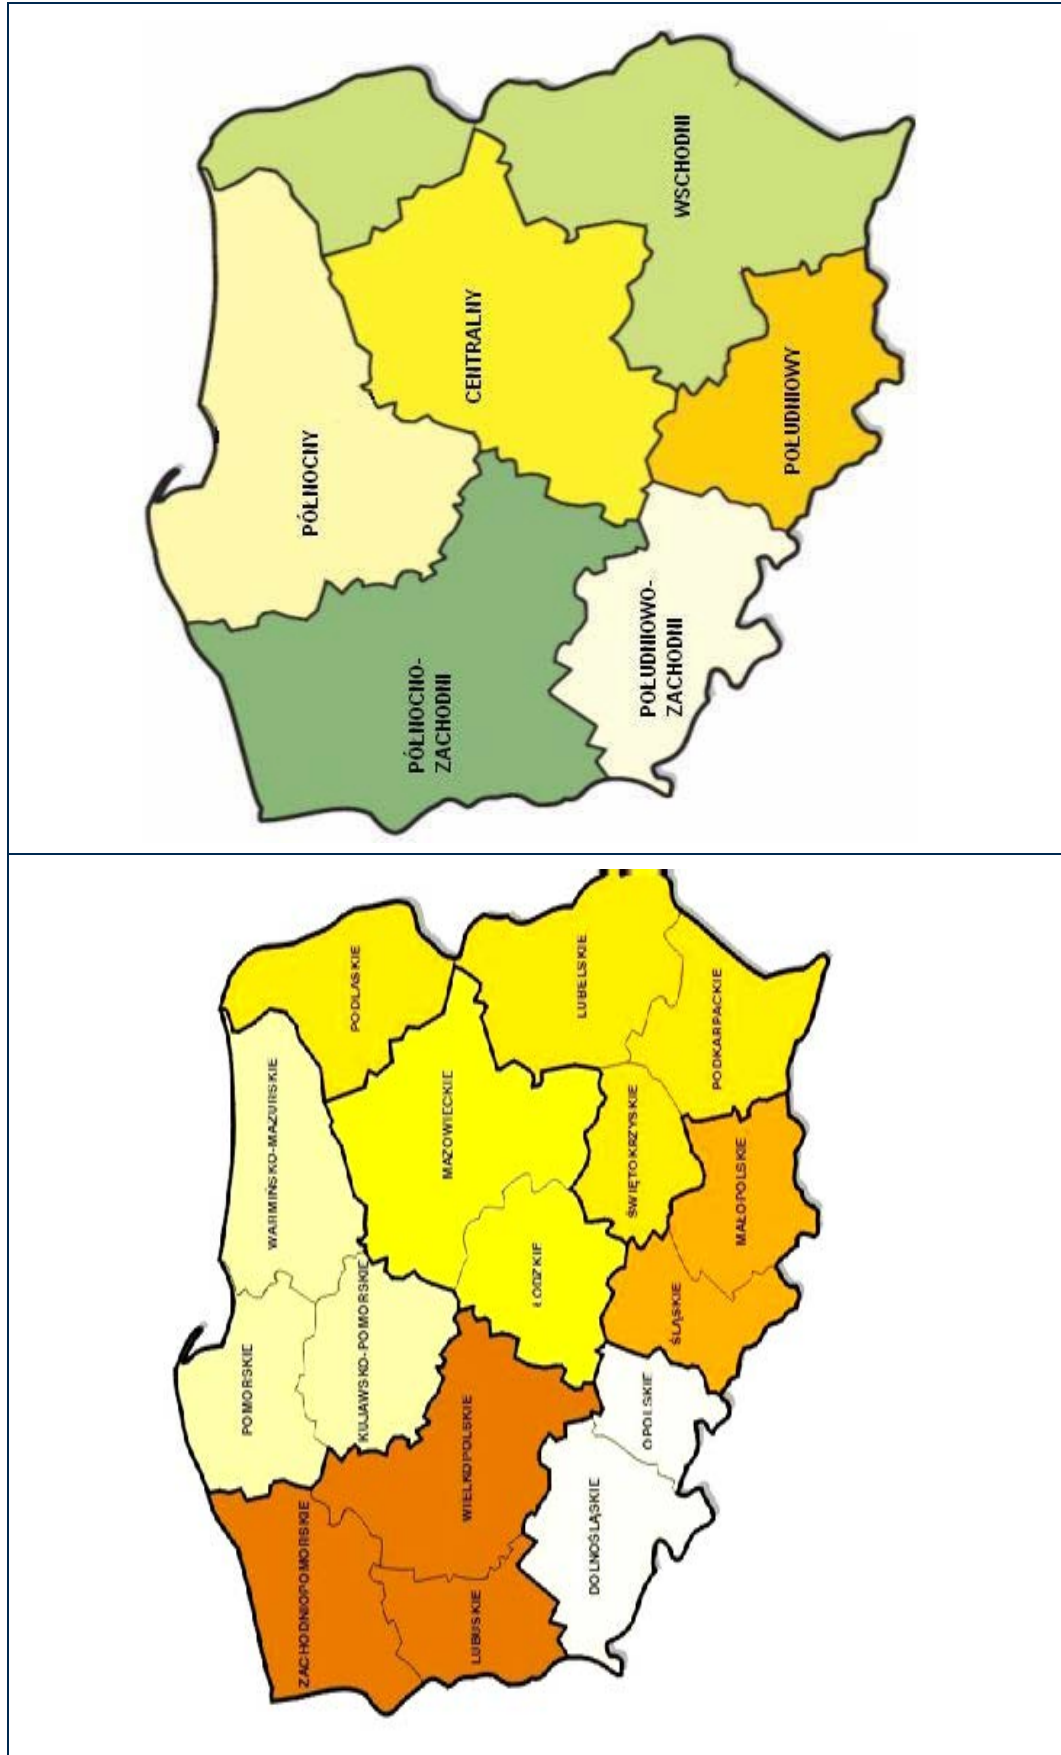 PÓŁNOCNY
PÓŁNOCNO-
ZACHODNI
CENTRALNY
WSCHODNI
POŁUDNIOWO-
ZACHODNI
POŁUDNIOWY
POMORSKIE
WARMIŃSKO-MAZURSKIE
PODLASKIE
ZACHODNIOPOMORSKIE
KUJAWSKO-POMORSKIE
MAZOWIECKIE
WIELKOPOLSKIE
LUBUSKIE
ŁÓDZKIE
LUBELSKIE
DOLNOŚLĄSKIE
OPOLSKIE
ŚLĄSKIE
ŚWIĘTOKRZYSKIE
MAŁOPOLSKIE
PODKARPACKIE